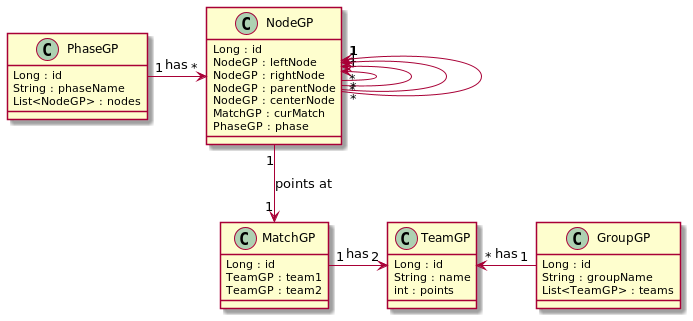 C NodeGP
Long : id
NodeGP : leftNode
NodeGP : rightNode
NodeGP : parentNode
NodeGP : centerNode
MatchGP : curMatch
PhaseGP : phase
C PhaseGP
Long : id
String : phaseName
List<NodeGP> : nodes
1 has *
1
*
*
*
1
points at
1
C MatchGP
Long : id
TeamGP : team1
TeamGP : team2
1 has 2
C TeamGP
Long : id
String : name
int : points
* has 1
C GroupGP
Long : id
String : groupName
List<TeamGP> : teams